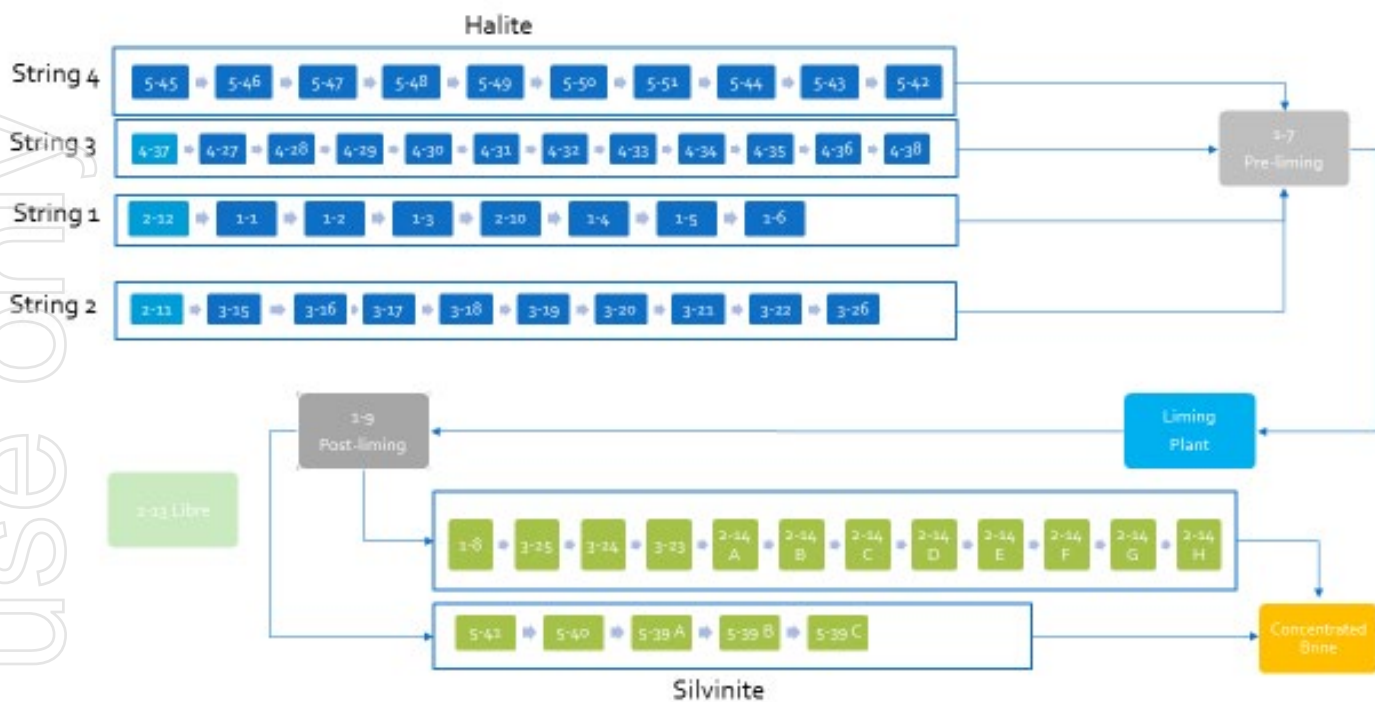 Halite
String 4
5-45 5-46 5-47 5-48 5-49 5-50 5-51 5-44 5-43 5-42
String 3
4-37 4-27 4-28 4-29 4-30 4-31 4-32 4-33 4-34 4-35 4-36 4-38
1-7
Pre-liming
String 1
2-12 1-1 1-2 1-3 2-10 1-4 1-5 1-6
String 2
2-11 3-15 3-16 3-17 3-18 3-19 3-20 3-21 3-22 3-26
1-9
Post-liming
Liming
Plant
2-13 Libre
1-8 3-25 3-24 3-23 2-14 A 2-14 B 2-14 C 2-14 D 2-14 E 2-14 F 2-14 G 2-14 H
5-41 5-40 5-39 A 5-39 B 5-39 C
Concentrated
Brine
Silvinite
use only